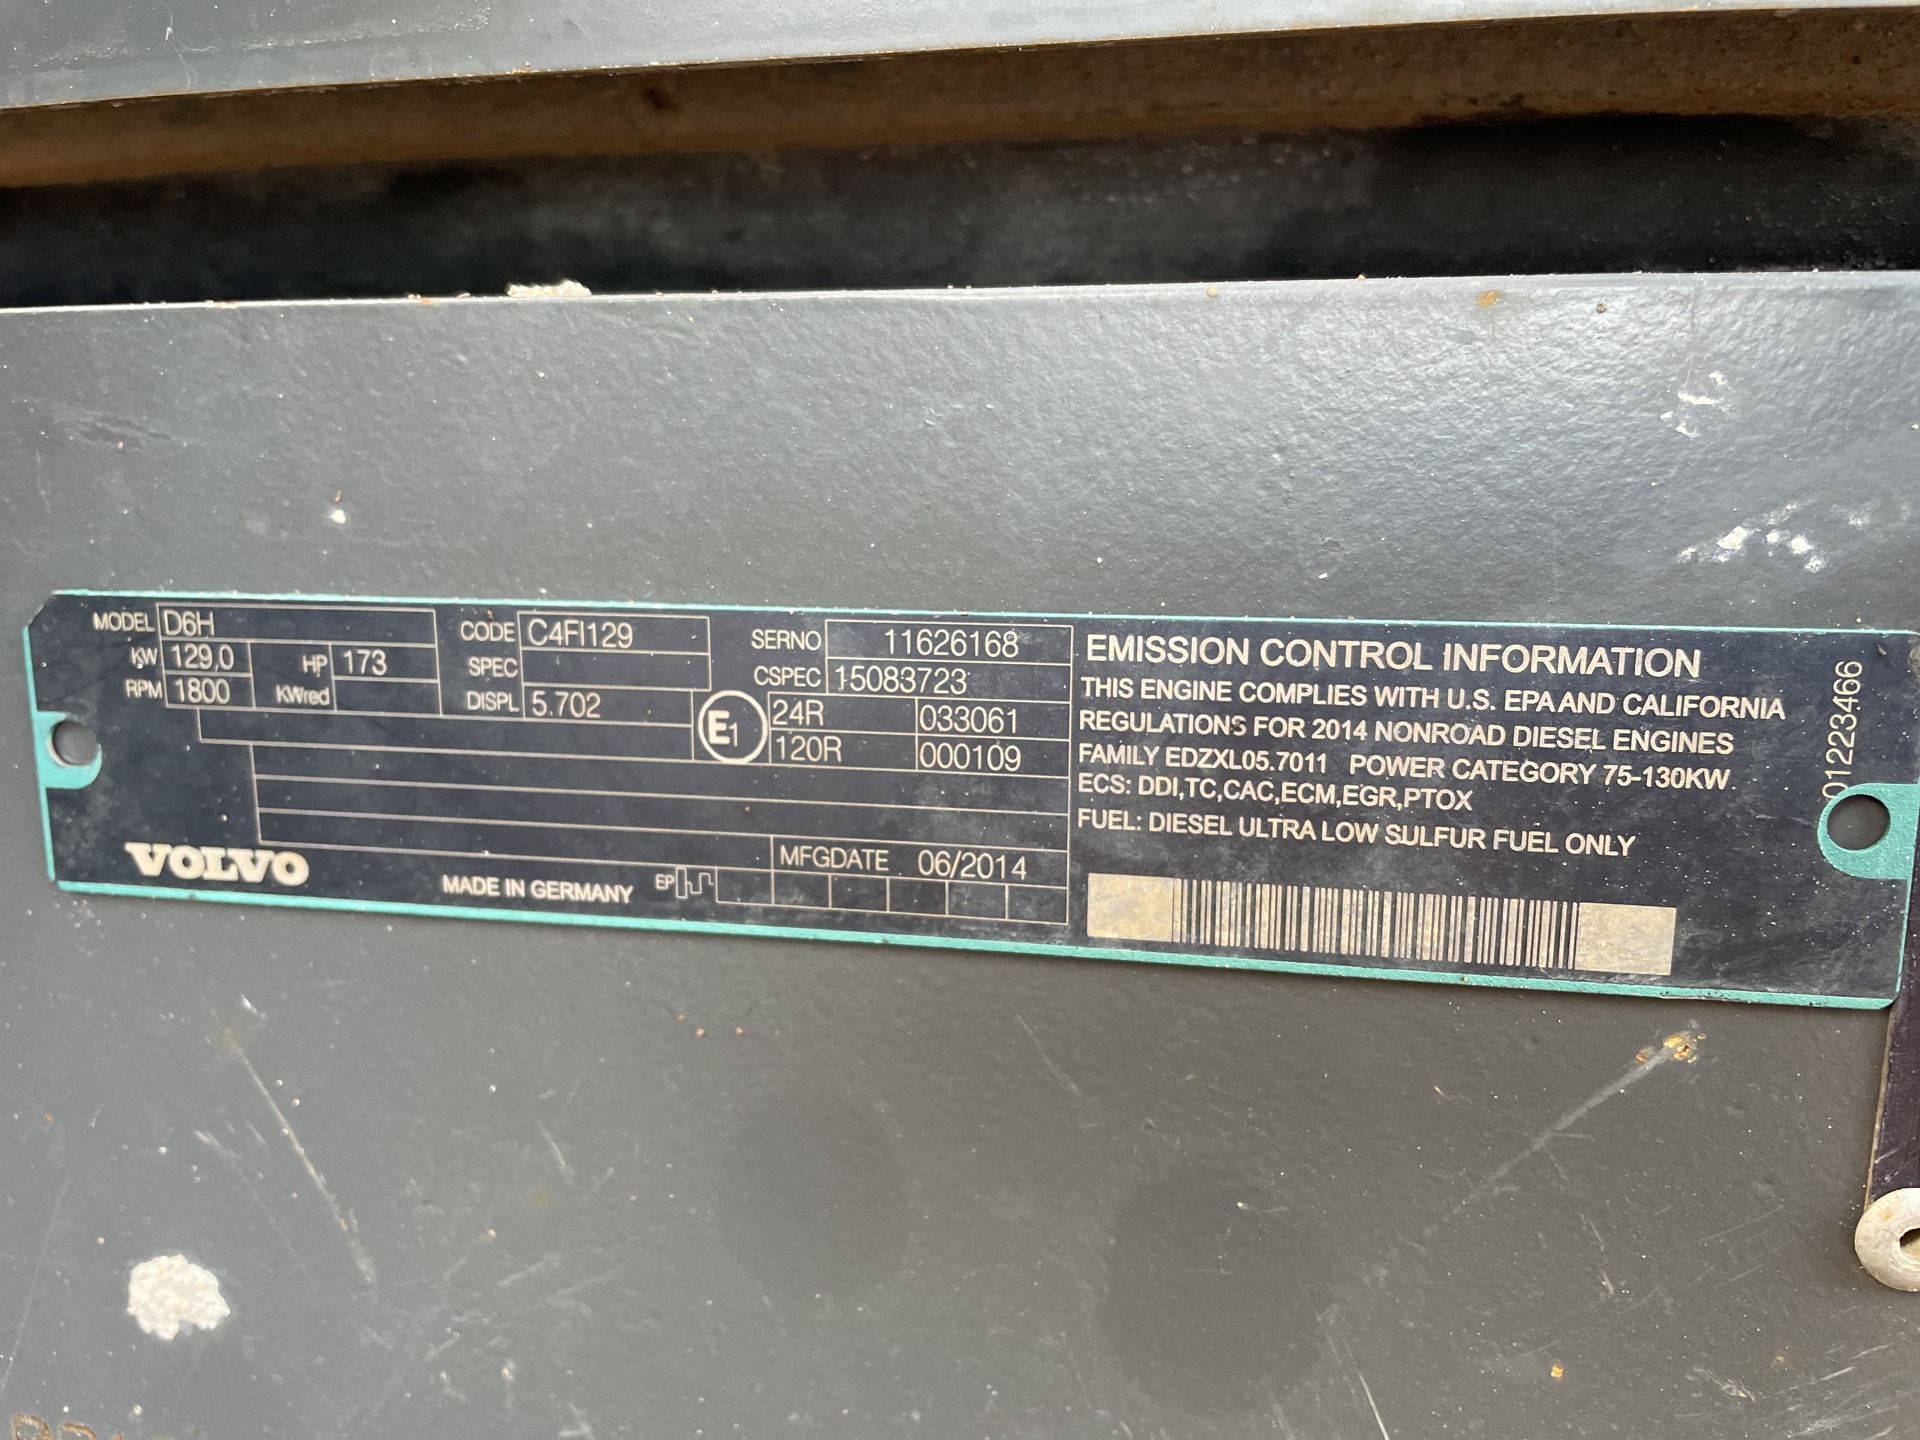 MODEL D6H
KW 129,0 HP 173
RPM 1800 KWred
CODE C4FI129
SPEC
DISPL 5.702
SERNO 11626168
CSPEC 15083723
E1 24R 033061
120R 000109
VOLVO
MADE IN GERMANY
EP
MFGDATE 06/2014
EMISSION CONTROL INFORMATION
THIS ENGINE COMPLIES WITH U.S. EPA AND CALIFORNIA
REGULATIONS FOR 2014 NONROAD DIESEL ENGINES
FAMILY EDZXL05.7011 POWER CATEGORY 75-130KW
ECS: DDI,TC,CAC,ECM,EGR,PTOX
FUEL: DIESEL ULTRA LOW SULFUR FUEL ONLY
01223466